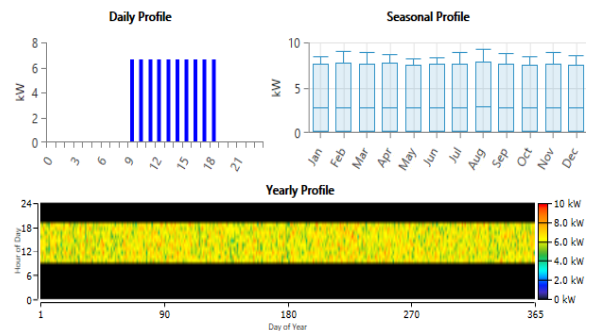 Daily Profile
8
6
4
2
0
kW
0 3 6 9 12 15 18 21
Seasonal Profile
10
5
0
kW
Jan Feb Mar Apr May Jun Jul Aug Sep Oct Nov Dec
Yearly Profile
24
18
12
6
0
Hour of Day
1 90 180 270 365
Day of Year
10 kW
8.0 kW
6.0 kW
4.0 kW
2.0 kW
0 kW